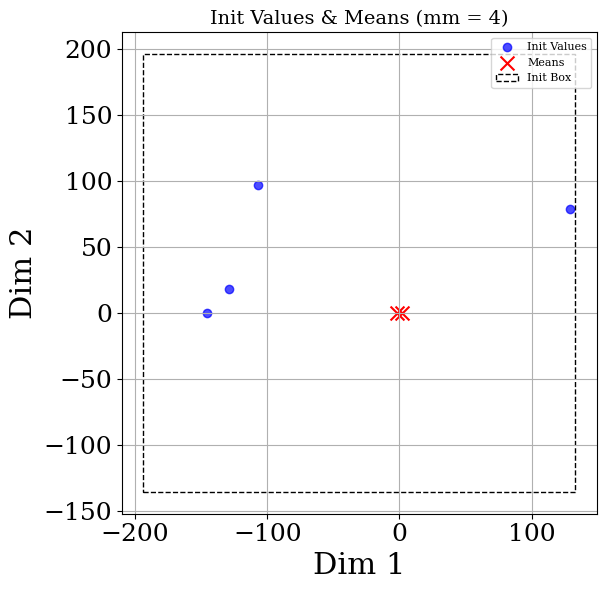 Init Values & Means (mm = 4)
Init Values
Means
Init Box
200
150
100
50
0
−50
−100
−150
Dim 2
−200
−100
0
100
Dim 1